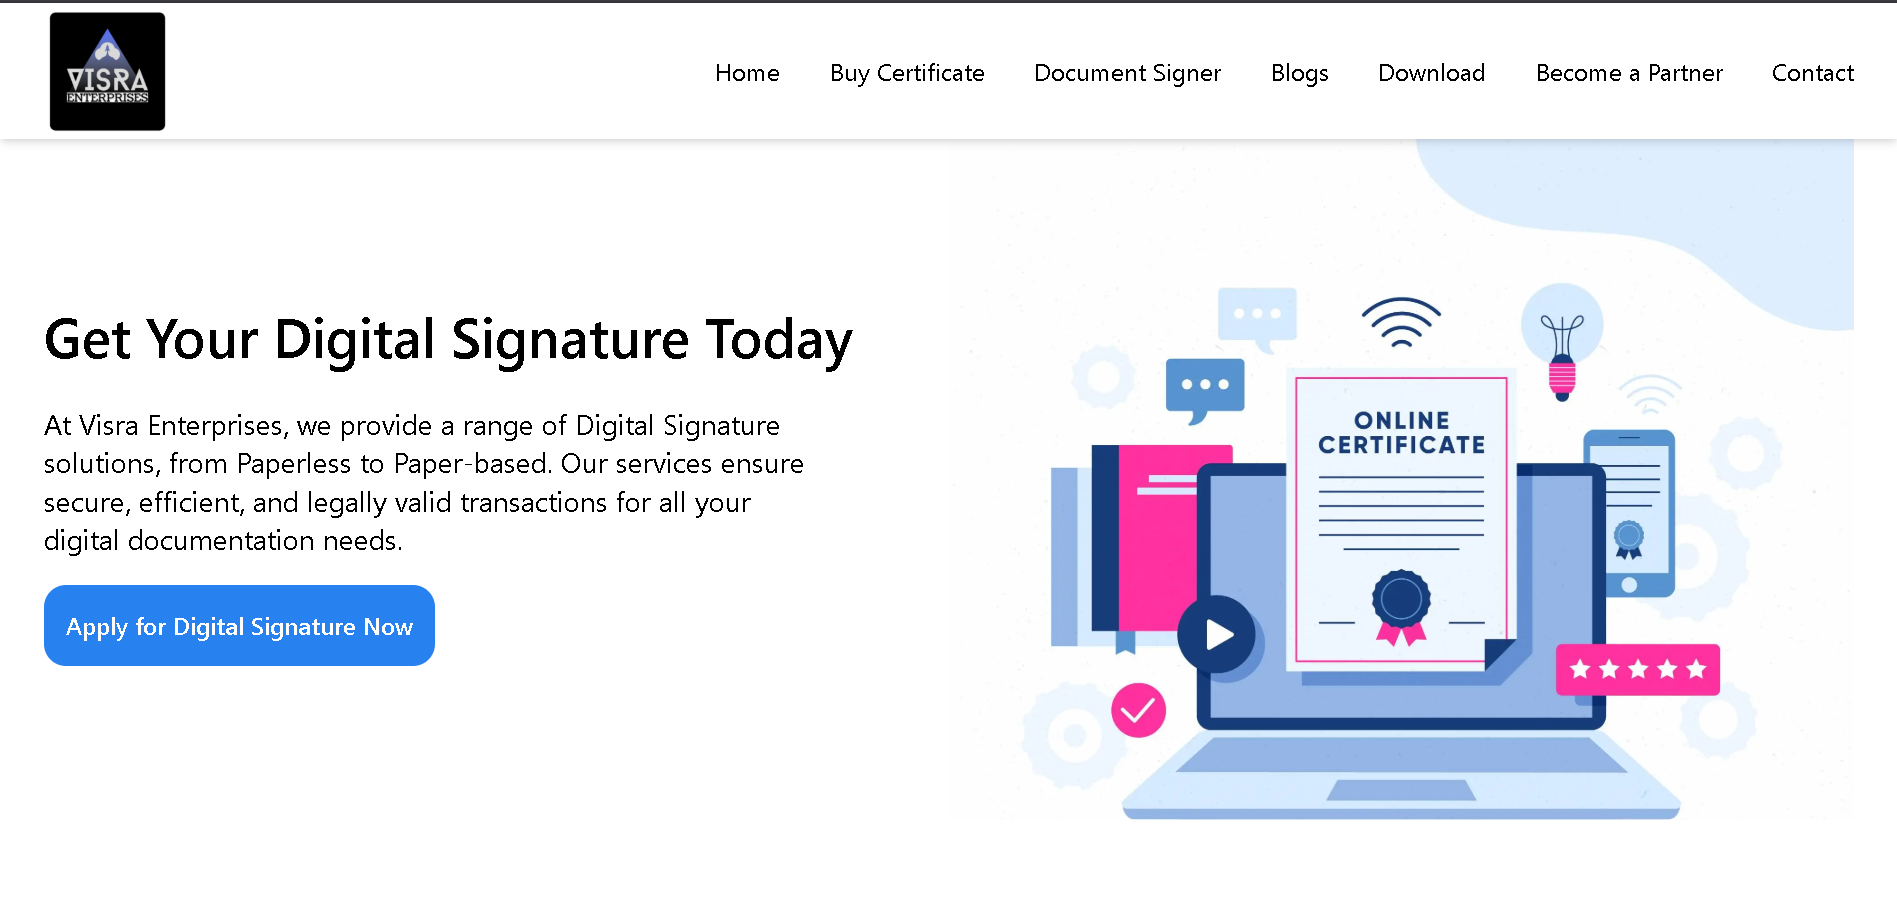 VISRA
ENTERPRISES
Home
Buy Certificate
Document Signer
Blogs
Download
Become a Partner
Contact
Get Your Digital Signature Today
At Visra Enterprises, we provide a range of Digital Signature
solutions, from Paperless to Paper-based. Our services ensure
secure, efficient, and legally valid transactions for all your
digital documentation needs.
Apply for Digital Signature Now
ONLINE
CERTIFICATE